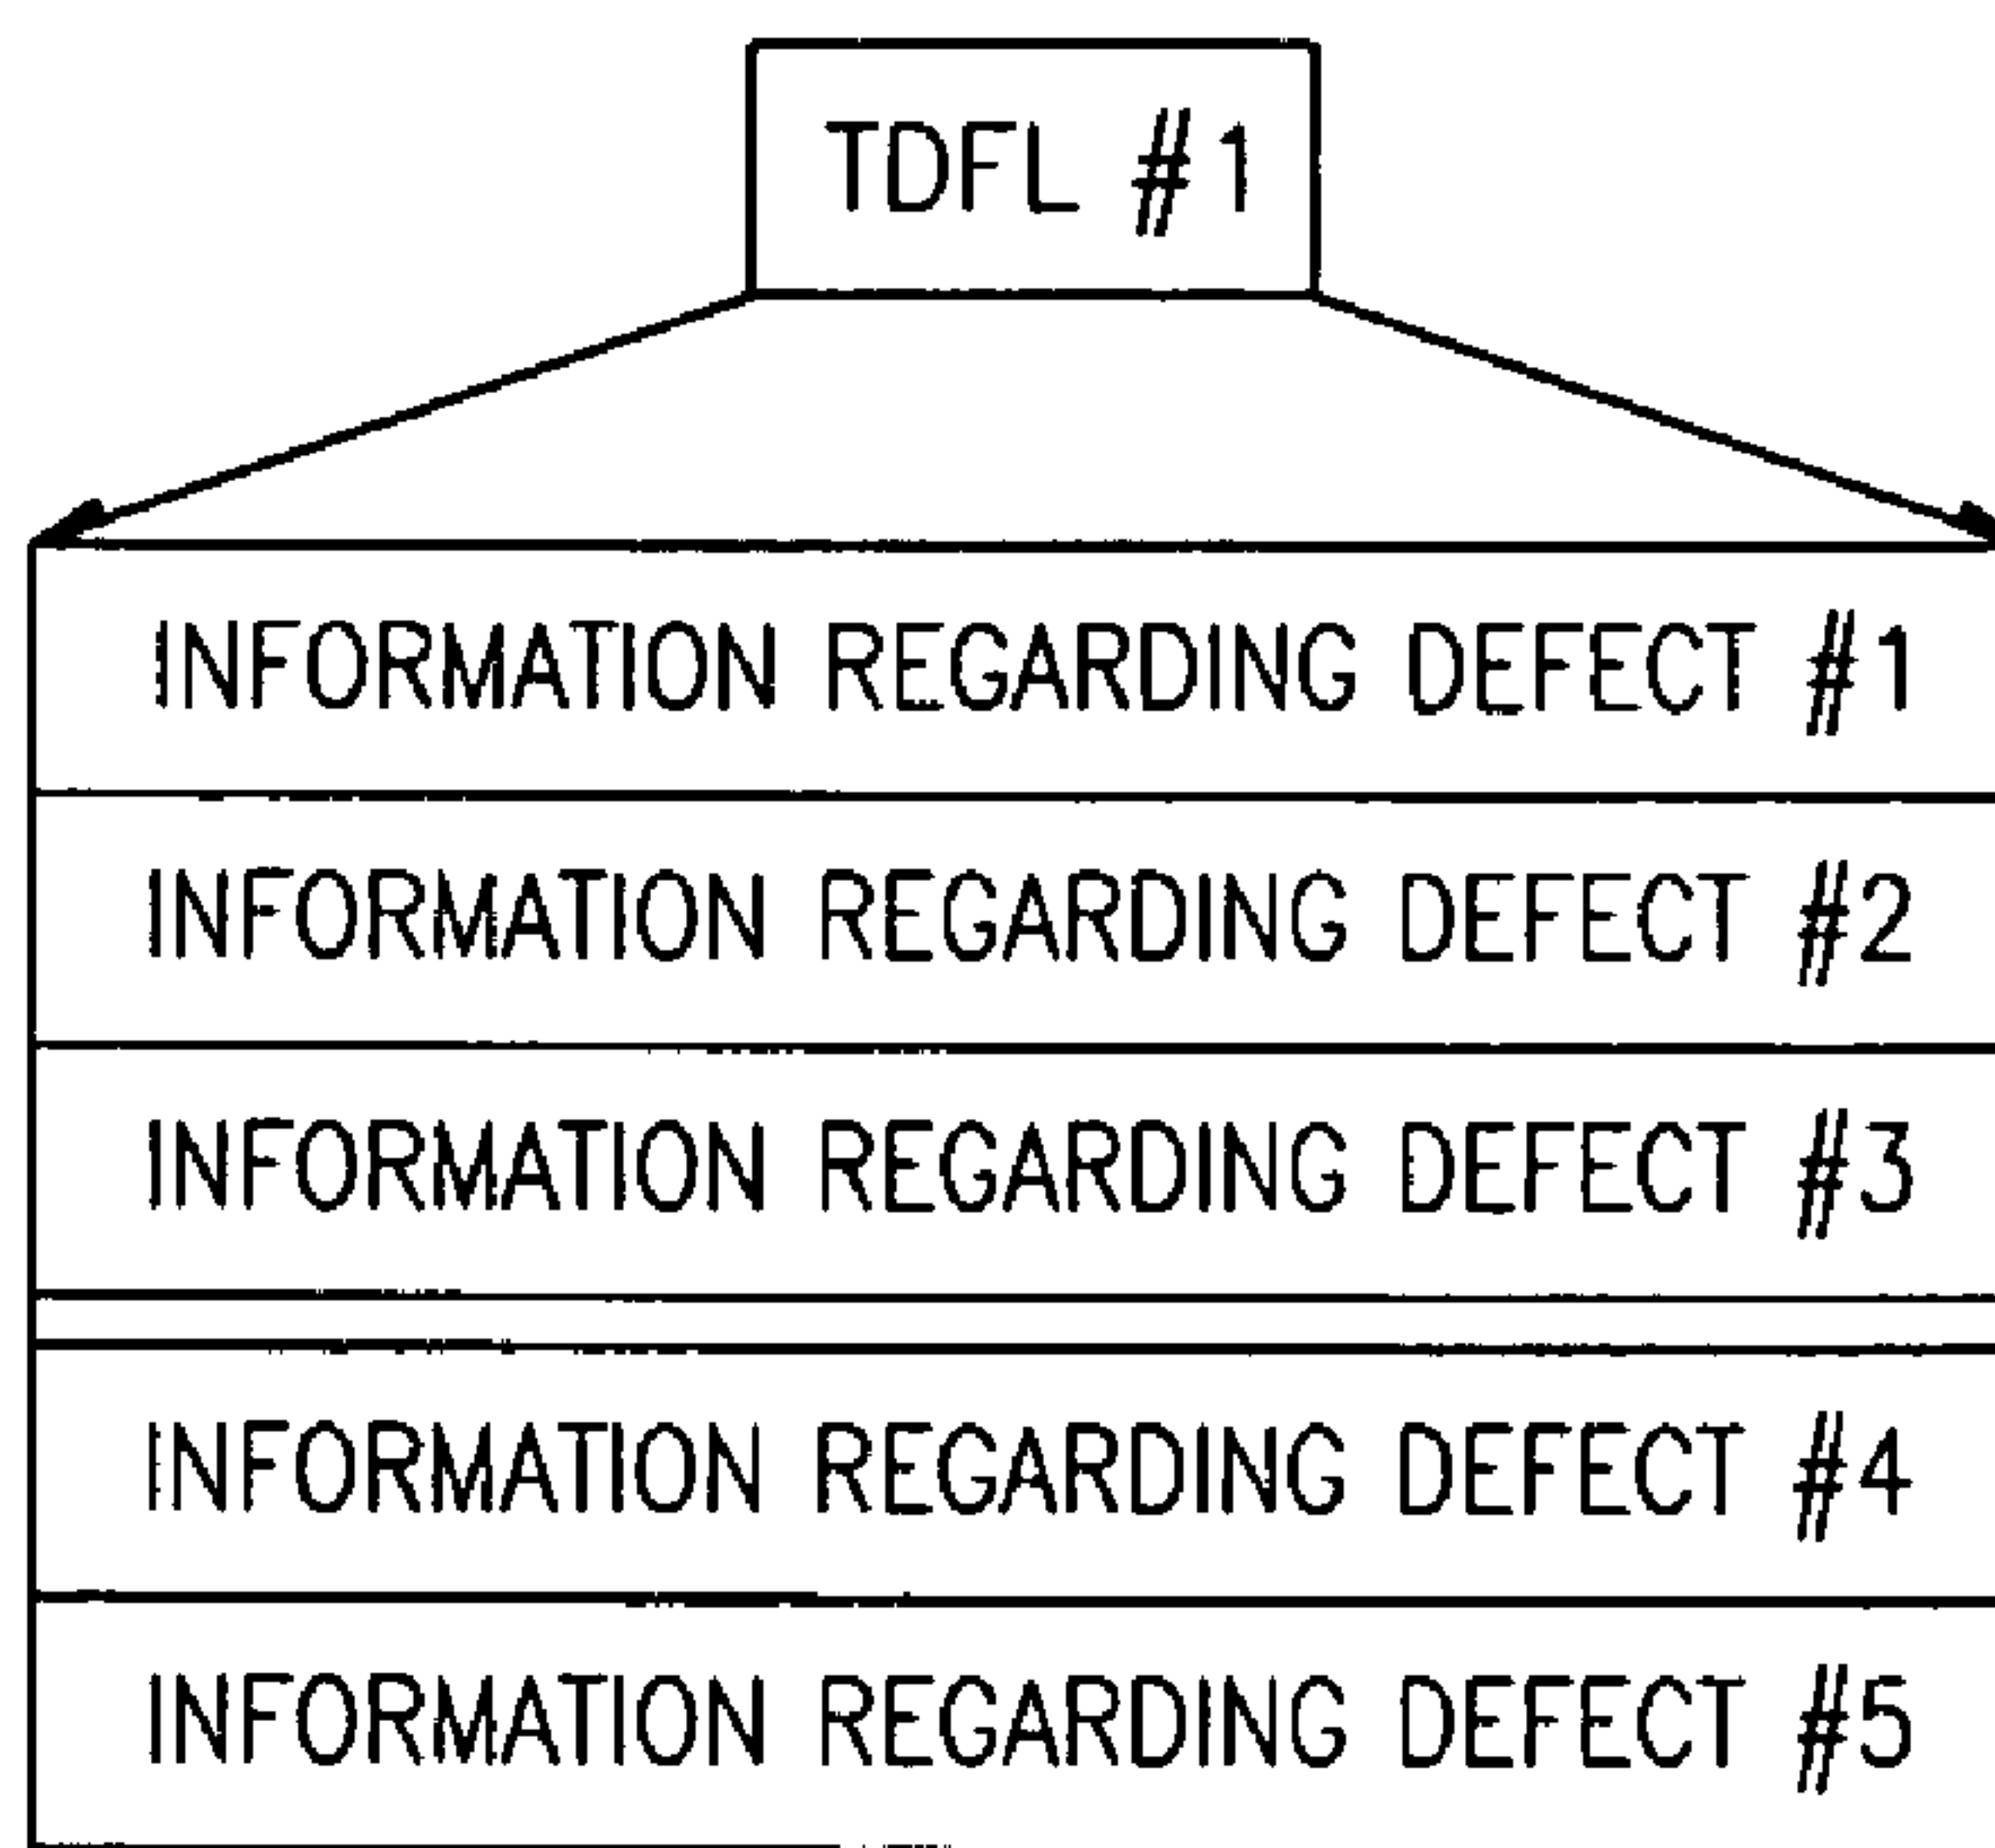 TDFL #1
INFORMATION REGARDING DEFECT #1
INFORMATION REGARDING DEFECT #2
INFORMATION REGARDING DEFECT #3
INFORMATION REGARDING DEFECT #4
INFORMATION REGARDING DEFECT #5